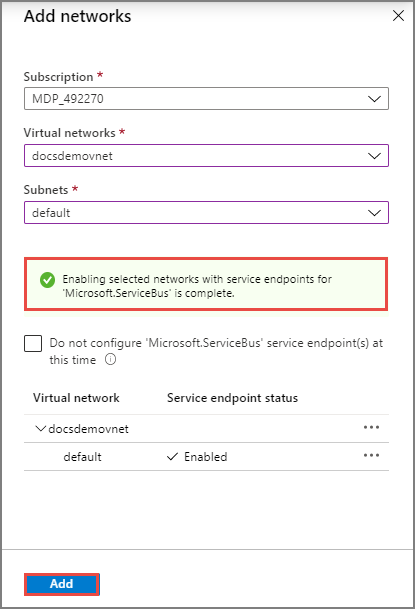 Add networks
Subscription *
MDP_492270
Virtual networks *
docsdemovnet
Subnets *
default
Enabling selected networks with service endpoints for
'Microsoft.ServiceBus' is complete.
Do not configure 'Microsoft.ServiceBus' service endpoint(s) at
this time
Virtual network Service endpoint status
docsdemovnet
default Enabled
Add